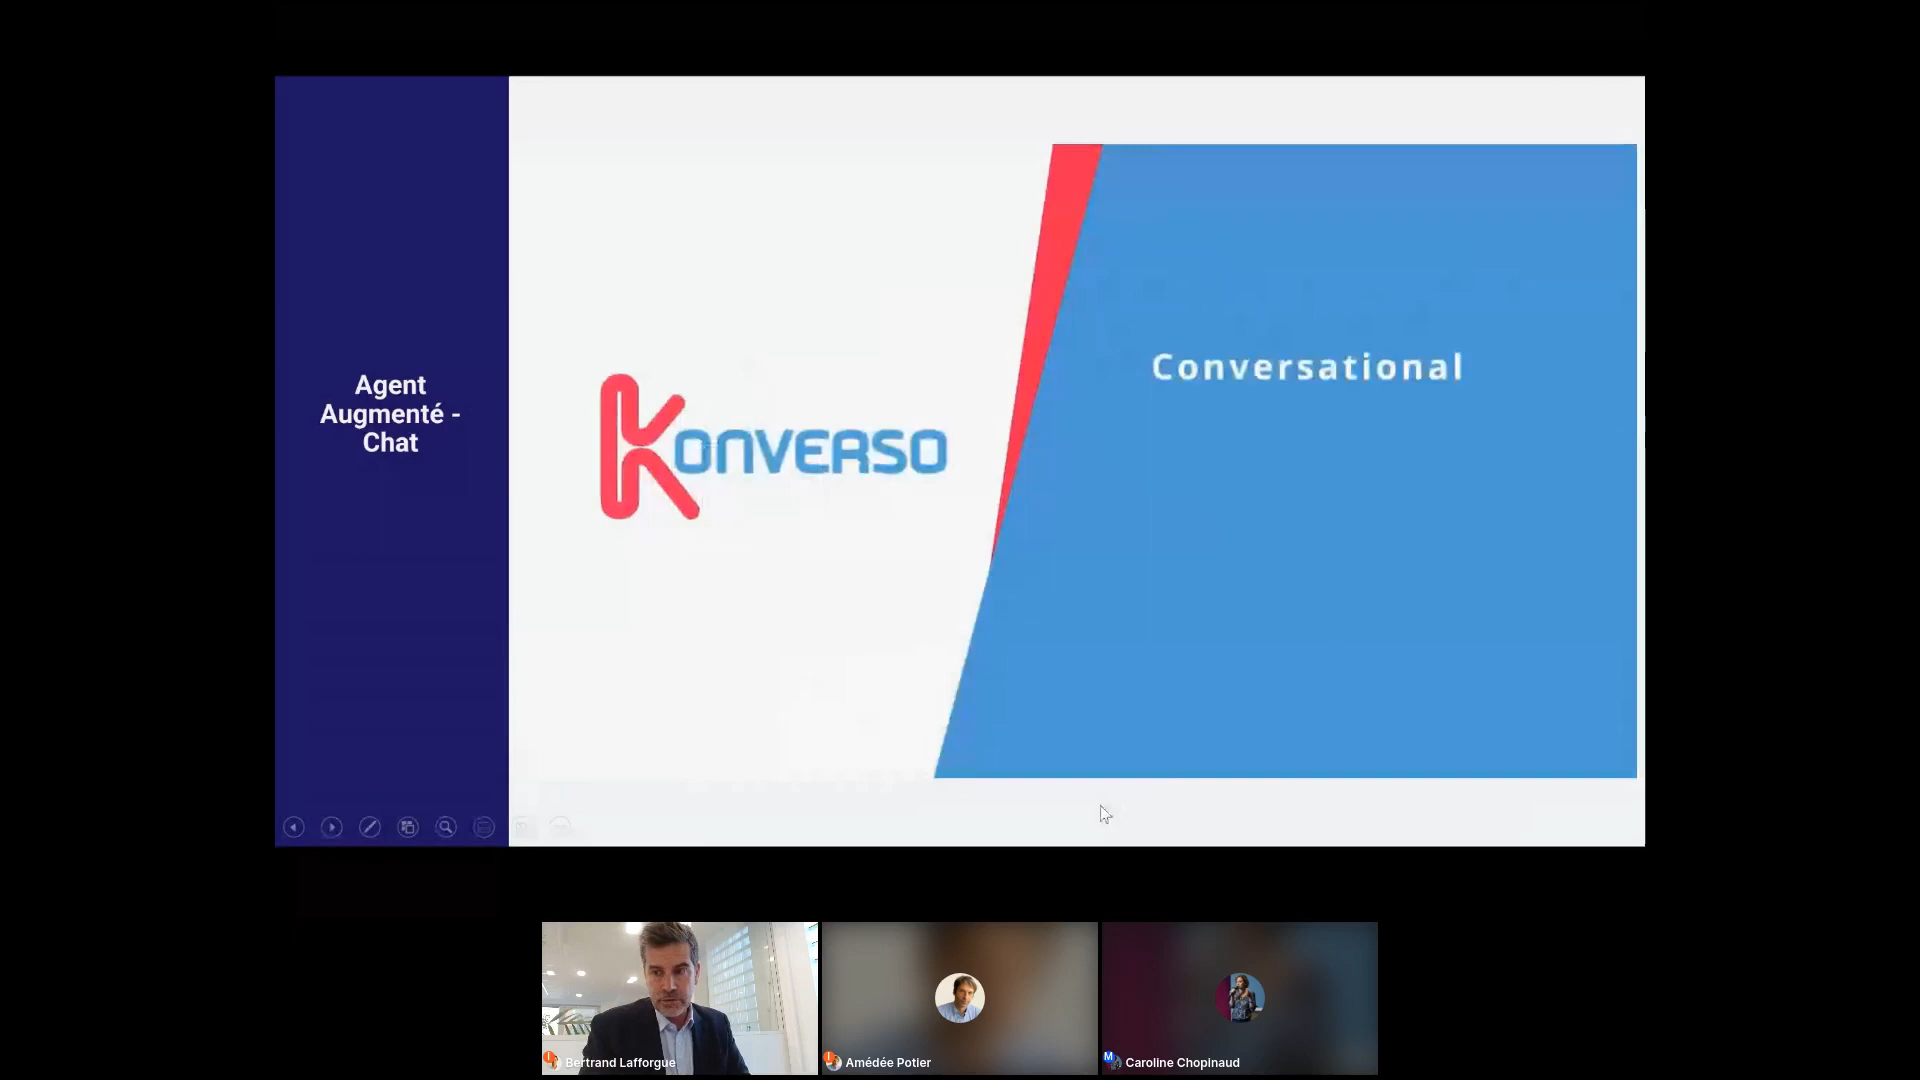 Agent
Augmenté -
Chat
KONVERSO
Conversational
Bertrand Lafforgue
Amédée Potier
M
Caroline Chopinaud